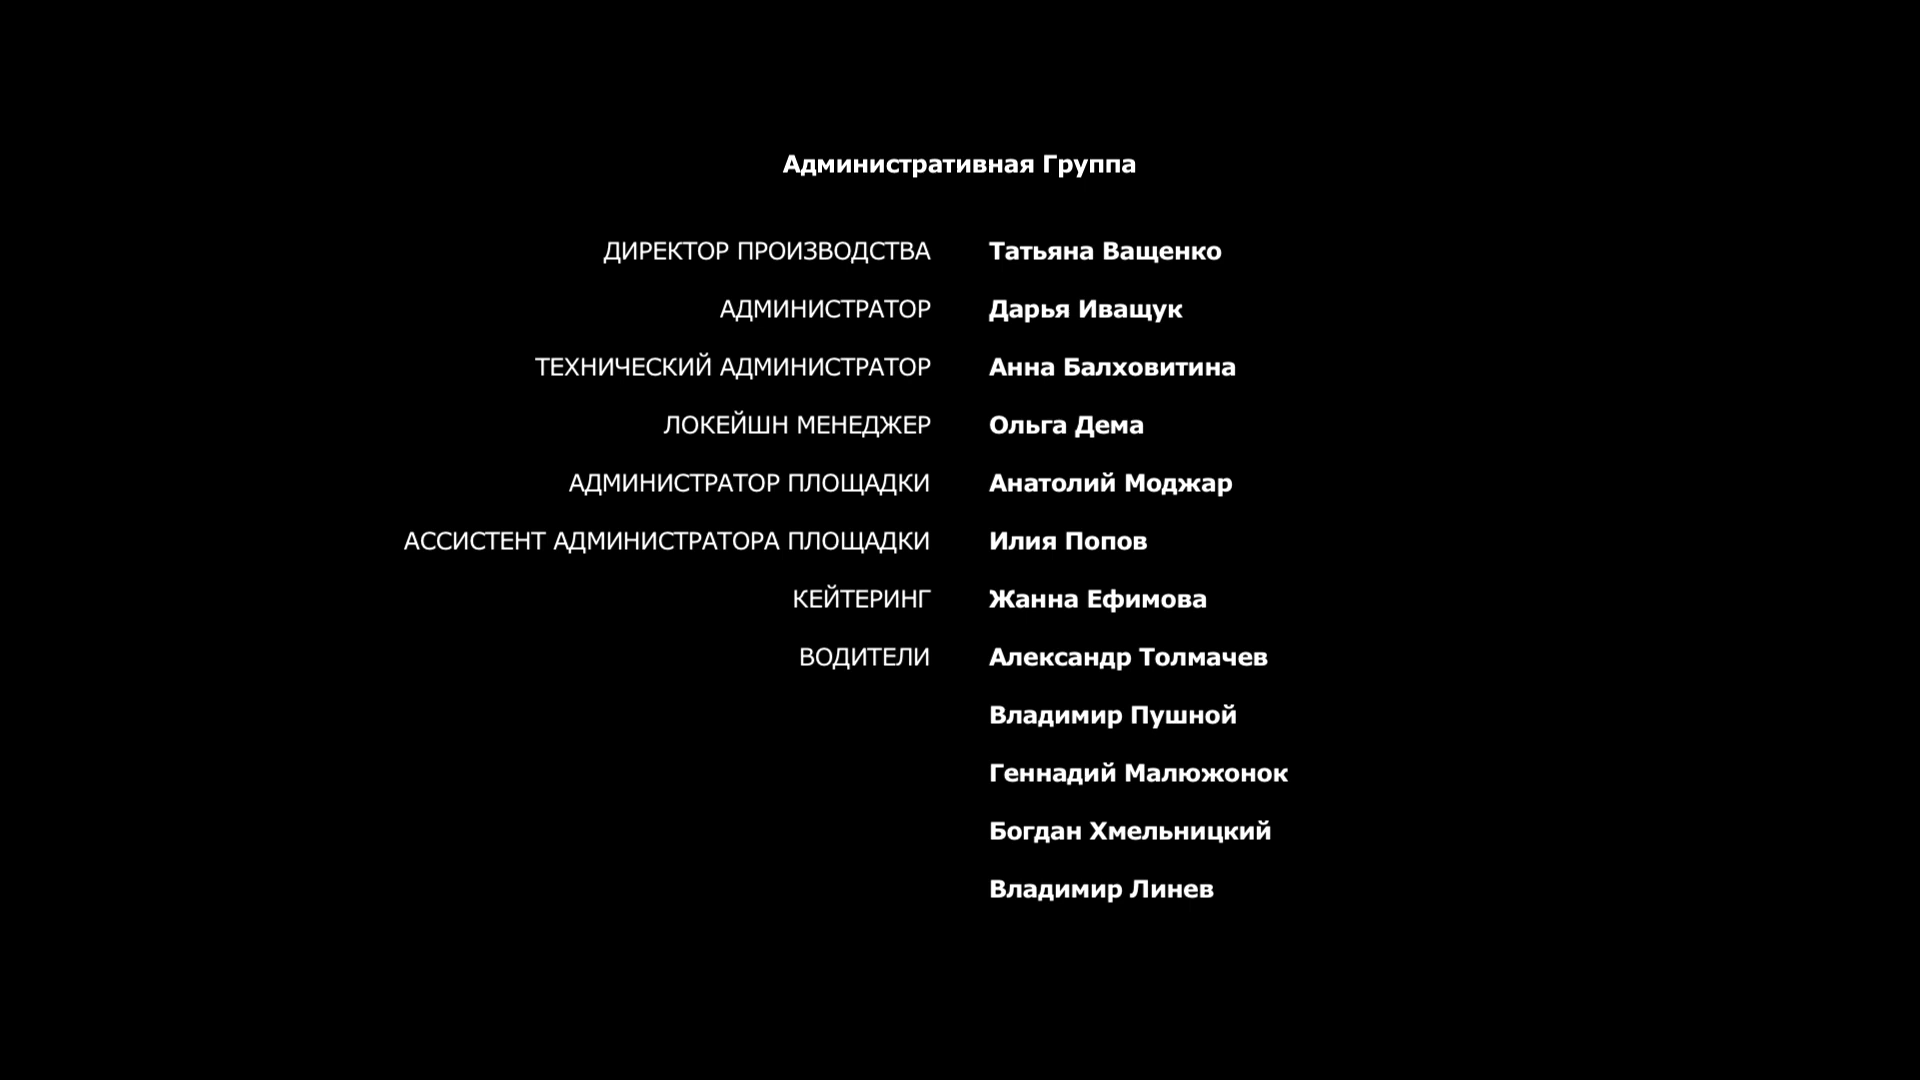 Административная Группа
ДИРЕКТОР ПРОИЗВОДСТВА Татьяна Ващенко
АДМИНИСТРАТОР Дарья Иващук
ТЕХНИЧЕСКИЙ АДМИНИСТРАТОР Анна Балховитина
ЛОКЕЙШН МЕНЕДЖЕР Ольга Дема
АДМИНИСТРАТОР ПЛОЩАДКИ Анатолий Моджар
АССИСТЕНТ АДМИНИСТРАТОРА ПЛОЩАДКИ Илия Попов
КЕЙТЕРИНГ Жанна Ефимова
ВОДИТЕЛИ Александр Толмачев
Владимир Пушной
Геннадий Малюжонок
Богдан Хмельницкий
Владимир Линев